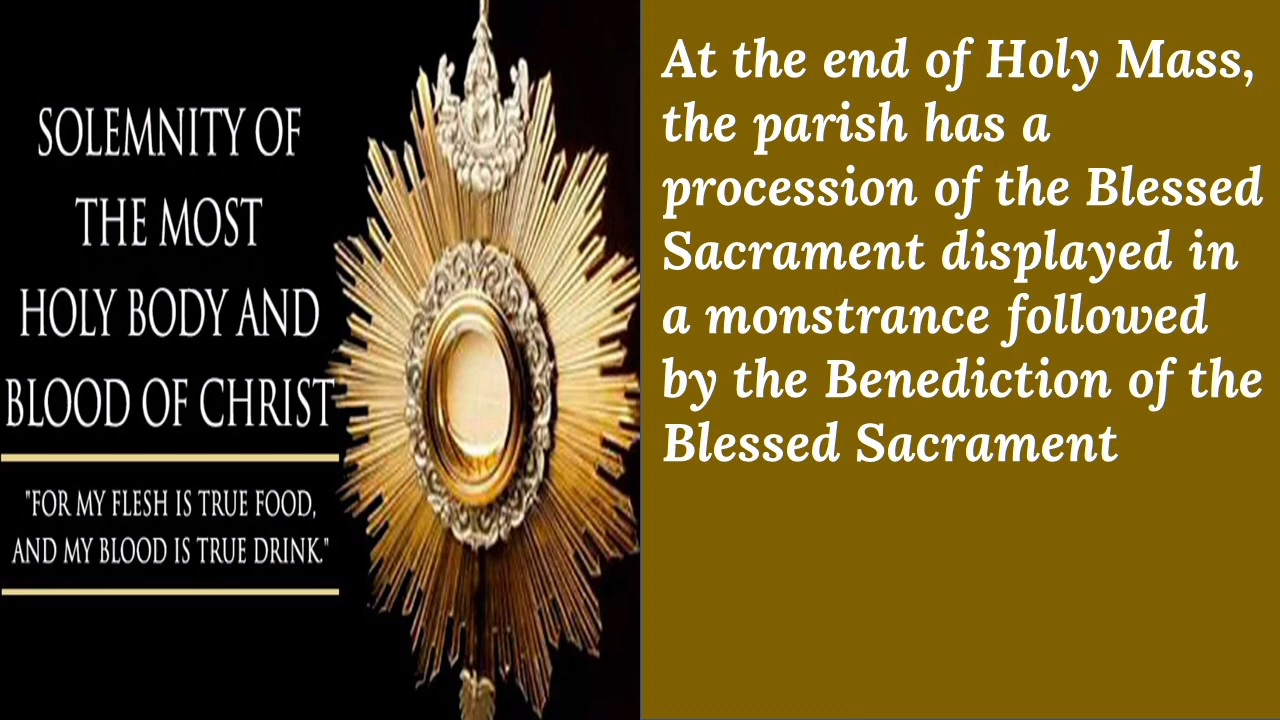 SOLEMNITY OF
THE MOST
HOLY BODY AND
BLOOD OF CHRIST
"FOR MY FLESH IS TRUE FOOD,
AND MY BLOOD IS TRUE DRINK."
At the end of Holy Mass,
the parish has a
procession of the Blessed
Sacrament displayed in
a monstrance followed
by the Benediction of the
Blessed Sacrament